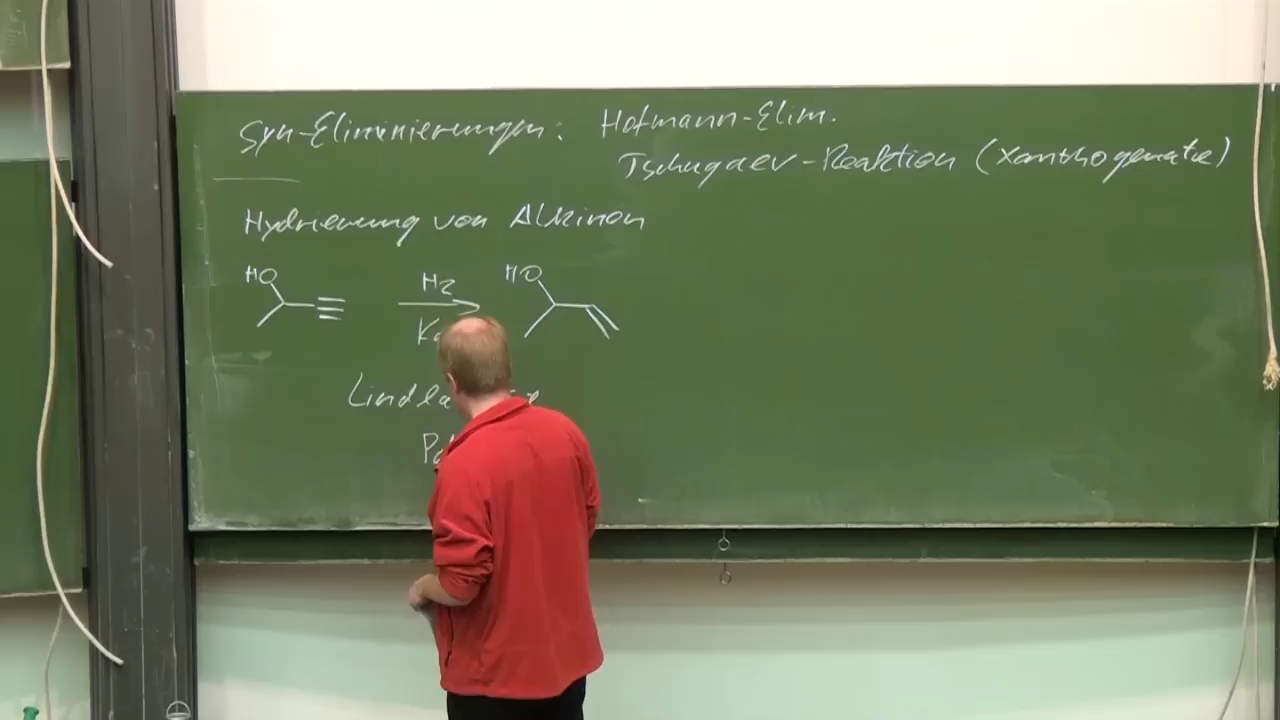 Syn-Eliminierungen: Hofmann-Elim.
Tschugaev-Reaktion (Xanthogenate)
Hydrierung von Alkinen
HO H2 HO